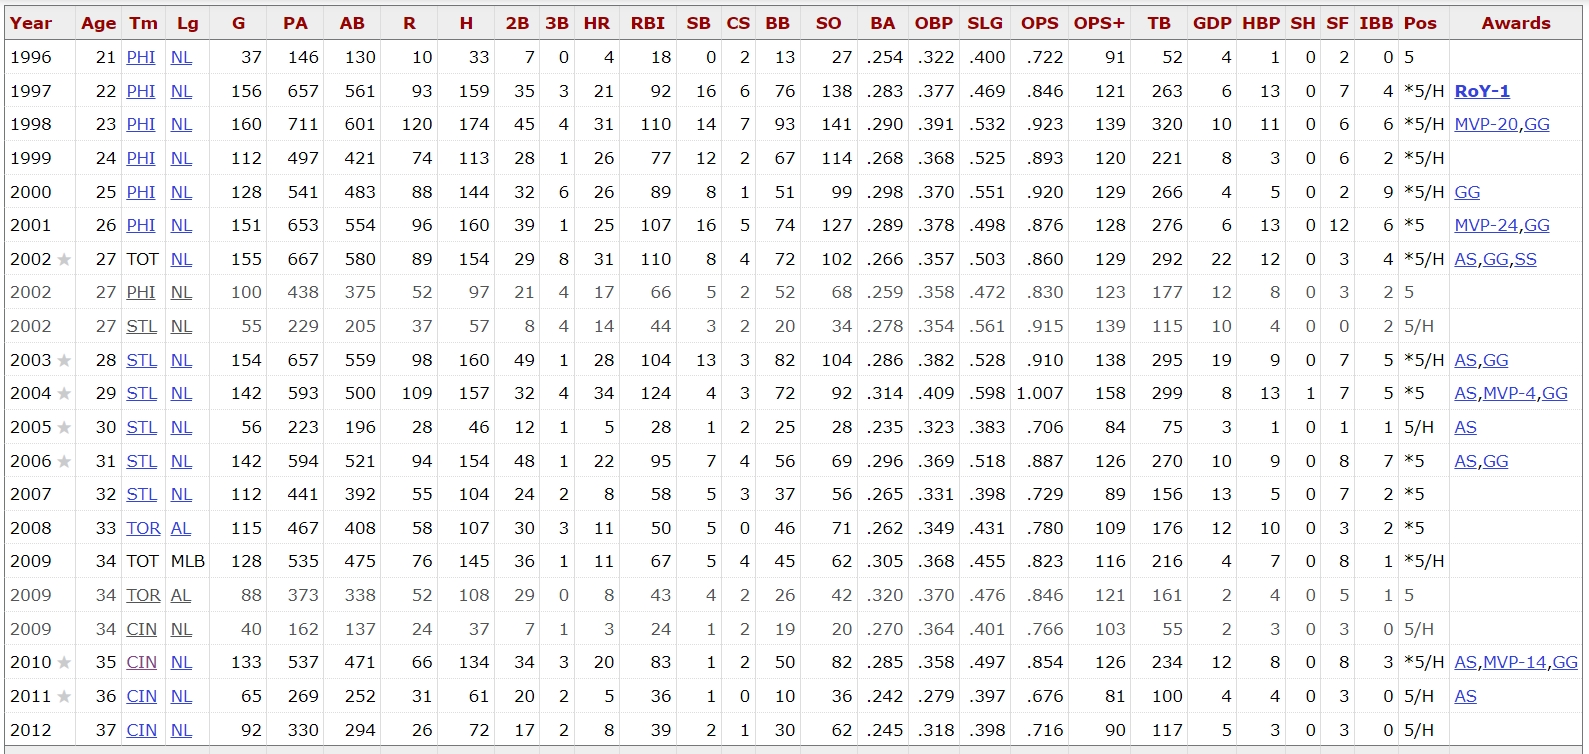 Year Age Tm Lg G PA AB R H 2B 3B HR RBI SB CS BB SO BA OBP SLG OPS OPS+ TB GDP HBP SH SF IBB Pos Awards
1996 21 PHI NL 37 146 130 10 33 7 0 4 18 0 2 13 27 .254 .322 .400 .722 91 52 4 1 0 2 0 5
1997 22 PHI NL 156 657 561 93 159 35 3 21 92 16 6 76 138 .283 .377 .469 .846 121 263 6 13 0 7 4 *5/H RoY-1
1998 23 PHI NL 160 711 601 120 174 45 4 31 110 14 7 93 141 .290 .391 .532 .923 139 320 10 11 0 6 6 *5/H MVP-20,GG
1999 24 PHI NL 112 497 421 74 113 28 1 26 77 12 2 67 114 .268 .368 .525 .893 120 221 8 3 0 6 2 *5/H
2000 25 PHI NL 128 541 483 88 144 32 6 26 89 8 1 51 99 .298 .370 .551 .920 129 266 4 5 0 2 9 *5/H GG
2001 26 PHI NL 151 653 554 96 160 39 1 25 107 16 5 74 127 .289 .378 .498 .876 128 276 6 13 0 12 6 *5 MVP-24,GG
2002 ★ 27 TOT NL 155 667 580 89 154 29 8 31 110 8 4 72 102 .266 .357 .503 .860 129 292 22 12 0 3 4 *5/H AS,GG,SS
2002 27 PHI NL 100 438 375 52 97 21 4 17 66 5 2 52 68 .259 .358 .472 .830 123 177 12 8 0 3 2 5
2002 27 STL NL 55 229 205 37 57 8 4 14 44 3 2 20 34 .278 .354 .561 .915 139 115 10 4 0 0 2 5/H
2003 ★ 28 STL NL 154 657 559 98 160 49 1 28 104 13 3 82 104 .286 .382 .528 .910 138 295 19 9 0 7 5 *5/H AS,GG
2004 ★ 29 STL NL 142 593 500 109 157 32 4 34 124 4 3 72 92 .314 .409 .598 1.007 158 299 8 13 1 7 5 *5 AS,MVP-4,GG
2005 ★ 30 STL NL 56 223 196 28 46 12 1 5 28 1 2 25 28 .235 .323 .383 .706 84 75 3 1 0 1 1 5/H AS
2006 ★ 31 STL NL 142 594 521 94 154 48 1 22 95 7 4 56 69 .296 .369 .518 .887 126 270 10 9 0 8 7 *5 AS,GG
2007 32 STL NL 112 441 392 55 104 24 2 8 58 5 3 37 56 .265 .331 .398 .729 89 156 13 5 0 7 2 *5
2008 33 TOR AL 115 467 408 58 107 30 3 11 50 5 0 46 71 .262 .349 .431 .780 109 176 12 10 0 3 2 *5
2009 34 TOT MLB 128 535 475 76 145 36 1 11 67 5 4 45 62 .305 .368 .455 .823 116 216 4 7 0 8 1 *5/H
2009 34 TOR AL 88 373 338 52 108 29 0 8 43 4 2 26 42 .320 .370 .476 .846 121 161 2 4 0 5 1 5
2009 34 CIN NL 40 162 137 24 37 7 1 3 24 1 2 19 20 .270 .364 .401 .766 103 55 2 3 0 3 0 5/H
2010 ★ 35 CIN NL 133 537 471 66 134 34 3 20 83 1 2 50 82 .285 .358 .497 .854 126 234 12 8 0 8 3 *5/H AS,MVP-14,GG
2011 ★ 36 CIN NL 65 269 252 31 61 20 2 5 36 1 0 10 36 .242 .279 .397 .676 81 100 4 4 0 3 0 5/H AS
2012 37 CIN NL 92 330 294 26 72 17 2 8 39 2 1 30 62 .245 .318 .398 .716 90 117 5 3 0 3 0 5/H